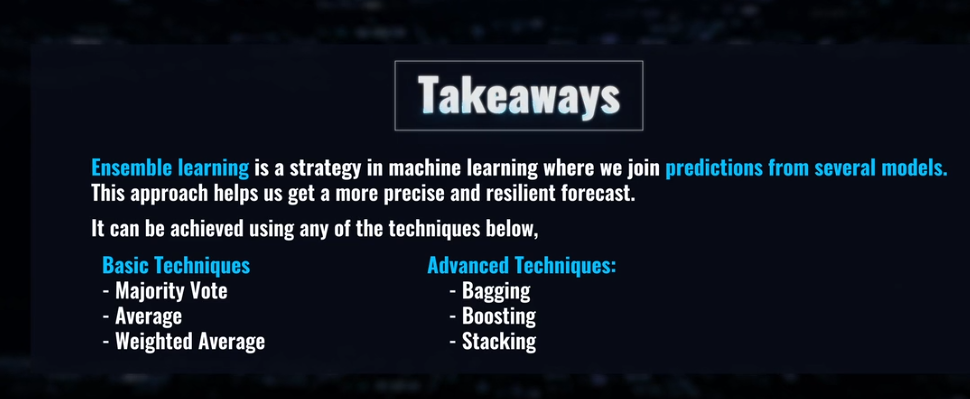 Takeaways
Ensemble learning is a strategy in machine learning where we join predictions from several models.
This approach helps us get a more precise and resilient forecast.
It can be achieved using any of the techniques below,
Basic Techniques
- Majority Vote
- Average
- Weighted Average
Advanced Techniques:
- Bagging
- Boosting
- Stacking